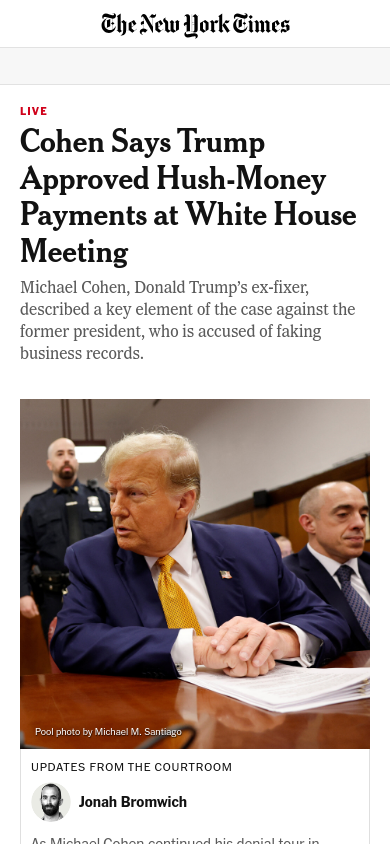 The New York Times
LIVE
Cohen Says Trump
Approved Hush-Money
Payments at White House
Meeting
Michael Cohen, Donald Trump’s ex-fixer,
described a key element of the case against the
former president, who is accused of faking
business records.
Pool photo by Michael M. Santiago
UPDATES FROM THE COURTROOM
Jonah Bromwich
As Michael Cohen continued his denial tour in